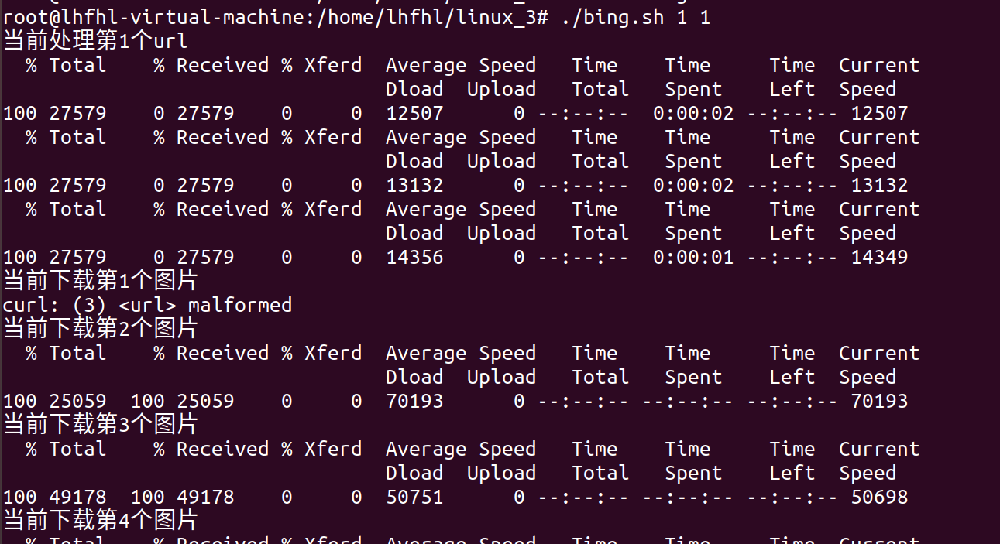 root@lhfhl-virtual-machine:/home/lhfhl/linux_3# ./bing.sh 1 1
当前处理第1个url
  % Total    % Received % Xferd  Average Speed   Time    Time     Time  Current
                                 Dload  Upload   Total   Spent    Left  Speed
100 27579    0 27579    0     0  12507      0 --:--:--  0:00:02 --:--:-- 12507
  % Total    % Received % Xferd  Average Speed   Time    Time     Time  Current
                                 Dload  Upload   Total   Spent    Left  Speed
100 27579    0 27579    0     0  13132      0 --:--:--  0:00:02 --:--:-- 13132
  % Total    % Received % Xferd  Average Speed   Time    Time     Time  Current
                                 Dload  Upload   Total   Spent    Left  Speed
100 27579    0 27579    0     0  14356      0 --:--:--  0:00:01 --:--:-- 14349
当前下载第1个图片
curl: (3) <url> malformed
当前下载第2个图片
  % Total    % Received % Xferd  Average Speed   Time    Time     Time  Current
                                 Dload  Upload   Total   Spent    Left  Speed
100 25059  100 25059    0     0  70193      0 --:--:-- --:--:-- --:--:-- 70193
当前下载第3个图片
  % Total    % Received % Xferd  Average Speed   Time    Time     Time  Current
                                 Dload  Upload   Total   Spent    Left  Speed
100 49178  100 49178    0     0  50751      0 --:--:-- --:--:-- --:--:-- 50698
当前下载第4个图片
  % Total    % Received % Xferd  Average Speed   Time    Time     Time  Current